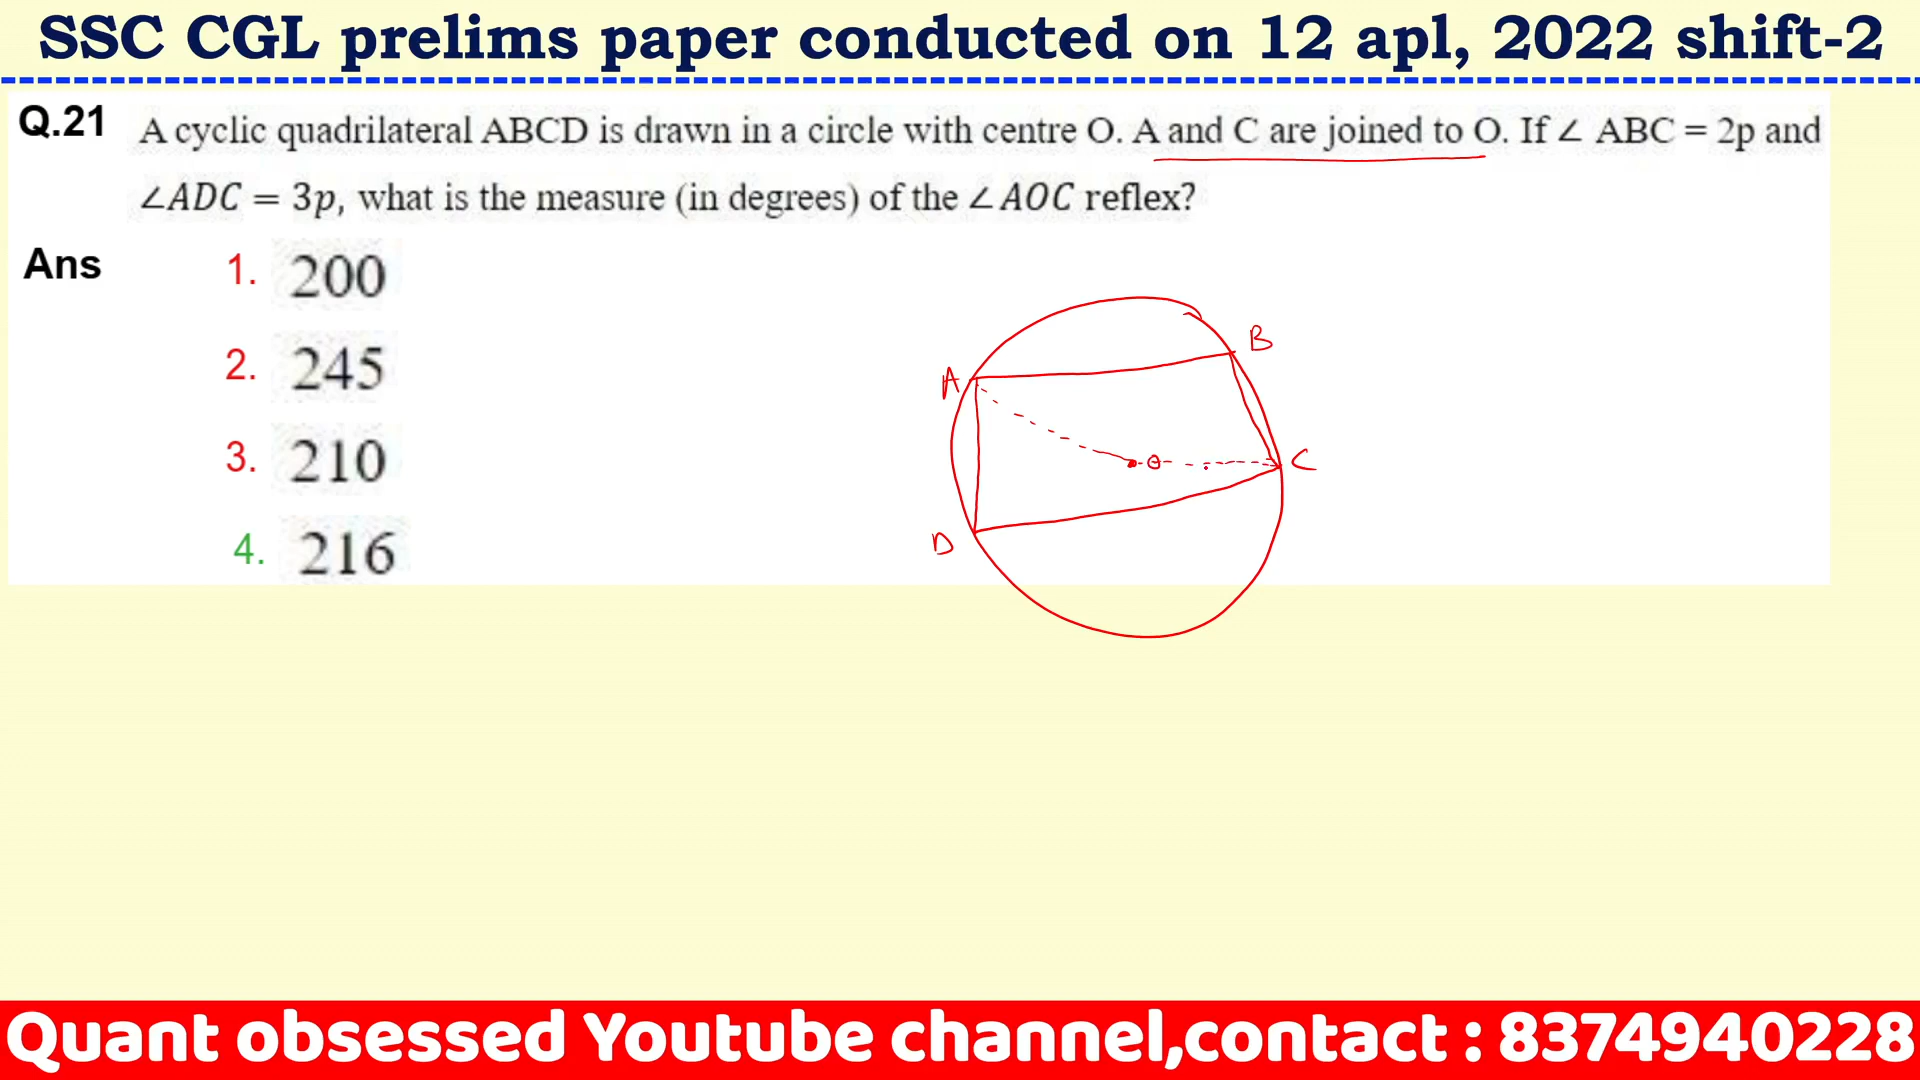 SSC CGL prelims paper conducted on 12 apl, 2022 shift-2
Q.21 A cyclic quadrilateral ABCD is drawn in a circle with centre O. A and C are joined to O. If ∠ ABC = 2p and
∠ADC = 3p, what is the measure (in degrees) of the ∠AOC reflex?
Ans 1. 200
2. 245
3. 210
4. 216
B
A
O
C
D
Quant obsessed Youtube channel,contact : 8374940228